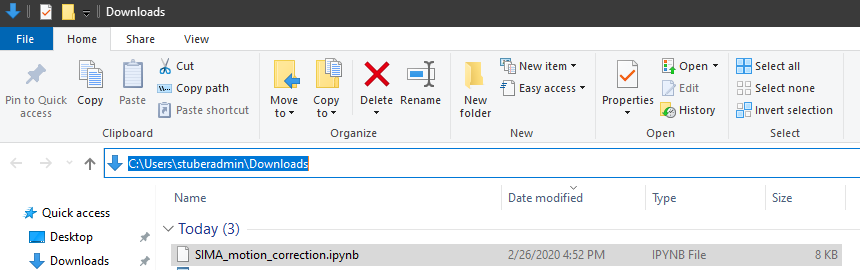 Downloads
File Home Share View
Pin to Quick access
Copy
Paste
Cut
Copy path
Paste shortcut
Clipboard
Move to
Copy to
Delete
Rename
Organize
New folder
New item
Easy access
New
Properties
Open
Edit
History
Open
Select all
Select none
Invert selection
Select
C:\Users\stuberadmin\Downloads
Name Date modified Type Size
Quick access
Desktop
Downloads
Today (3)
SIMA_motion_correction.ipynb 2/26/2020 4:52 PM IPYNB File 8 KB